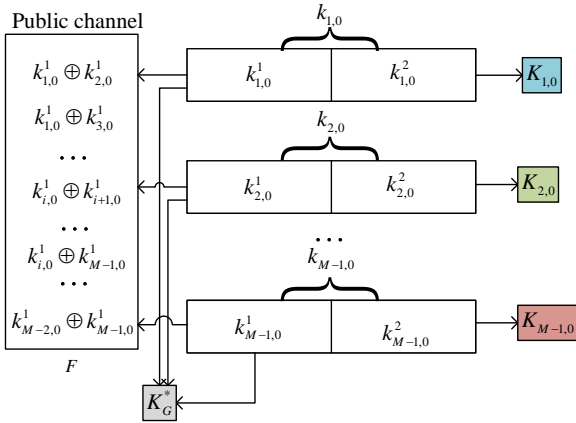 Public channel
k_{1,0}
k^1_{1,0} ⊕ k^1_{2,0}
k^1_{1,0}
k^2_{1,0}
K_{1,0}
k^1_{1,0} ⊕ k^1_{3,0}
k_{2,0}
...
k^1_{i,0} ⊕ k^1_{i+1,0}
k^1_{2,0}
k^2_{2,0}
K_{2,0}
...
...
k^1_{i,0} ⊕ k^1_{M-1,0}
k_{M-1,0}
...
k^1_{M-2,0} ⊕ k^1_{M-1,0}
k^1_{M-1,0}
k^2_{M-1,0}
K_{M-1,0}
F
K^*_G